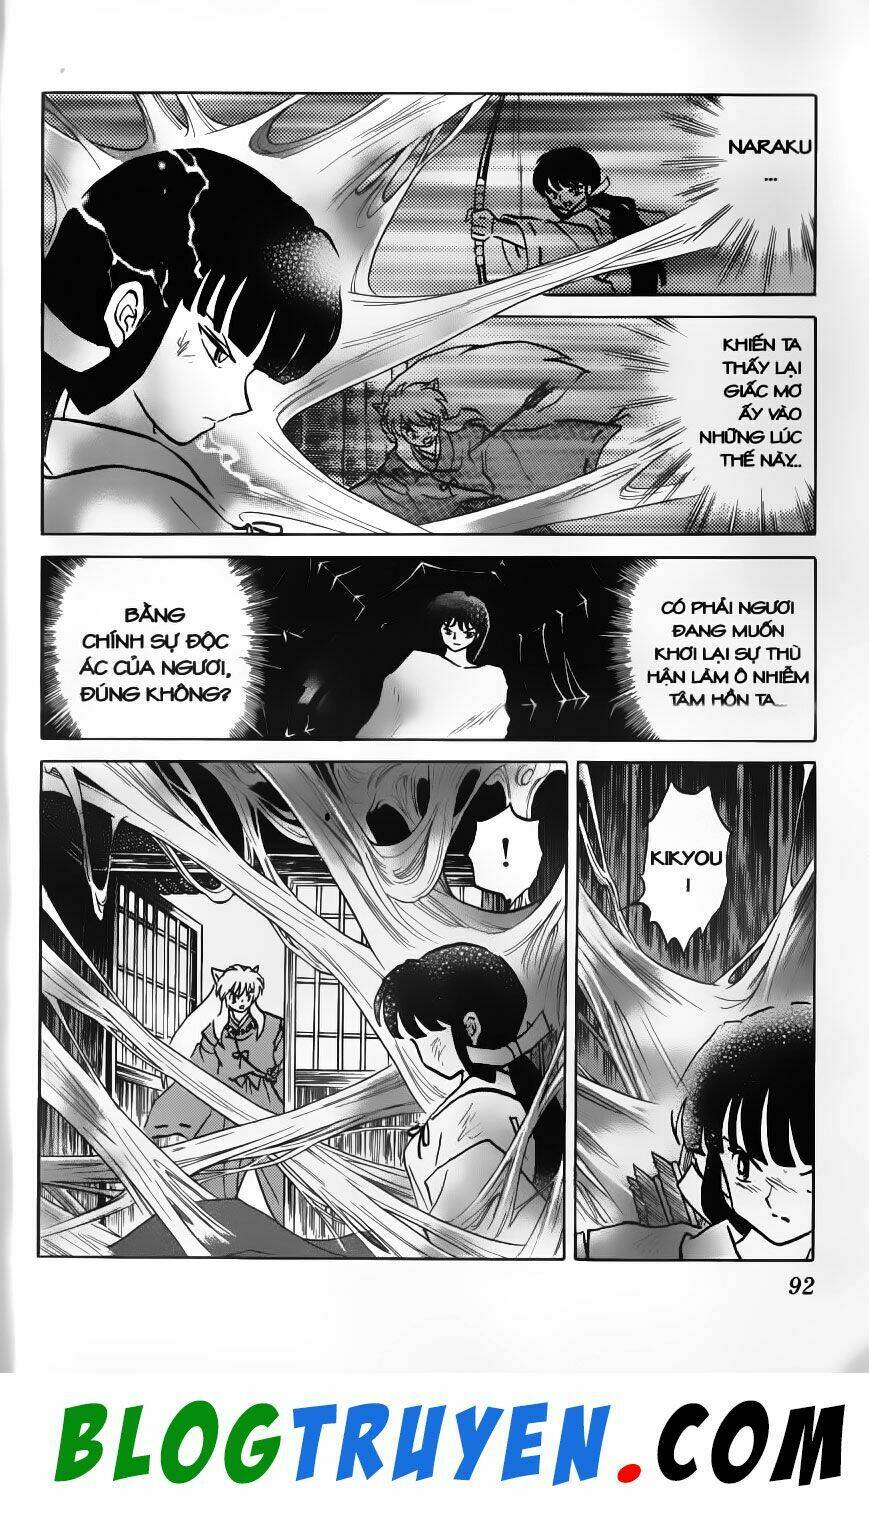 NARAKU
...
KHIẾN TA
THẤY LẠI
GIẤC MƠ
ẤY VÀO
NHỮNG LÚC
THẾ NÀY...
CÓ PHẢI NGƯƠI
ĐANG MUỐN
KHƠI LẠI SỰ THÙ
HẬN LÀM Ô NHIỄM
TÂM HỒN TA...
BẰNG
CHÍNH SỰ ĐỘC
ÁC CỦA NGƯƠI,
ĐÚNG KHÔNG?
KIKYOU
!
!
92
BLOGTRUYEN.COM